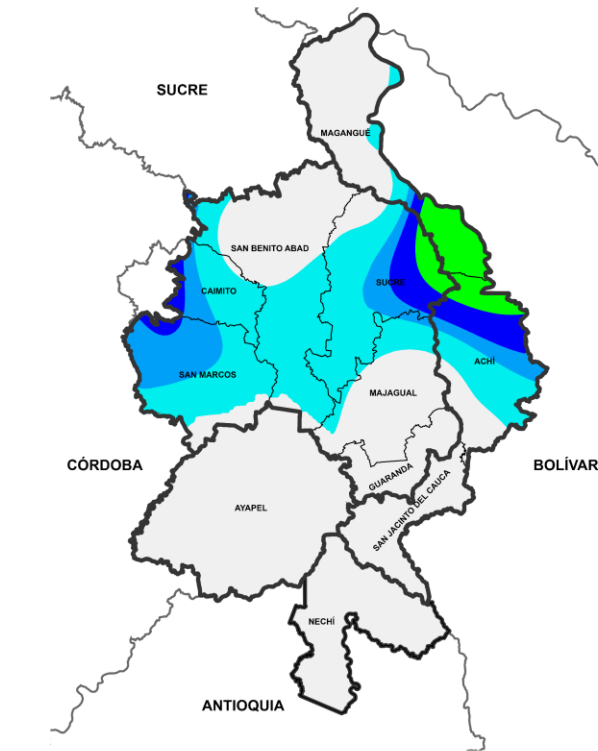 SUCRE
MAGANGUÉ
SAN BENITO ABAD
CAIMITO
SUCRE
ACHÍ
SAN MARCOS
MAJAGUAL
CÓRDOBA
BOLÍVAR
GUARANDA
AYAPEL
SAN JACINTO DEL CAUCA
NECHÍ
ANTIOQUIA